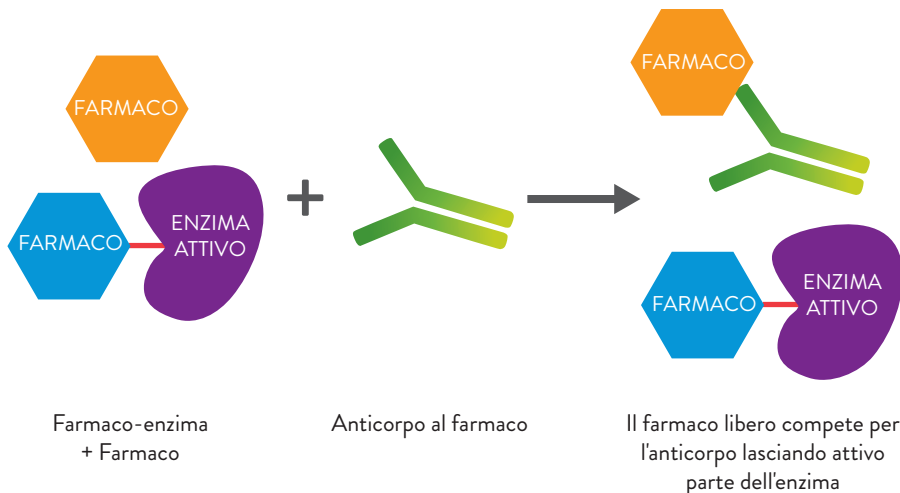 FARMACO
FARMACO
ENZIMA
ATTIVO
+
FARMACO
FARMACO
ENZIMA
ATTIVO
Farmaco-enzima
+ Farmaco
Anticorpo al farmaco
Il farmaco libero compete per
l'anticorpo lasciando attivo
parte dell'enzima